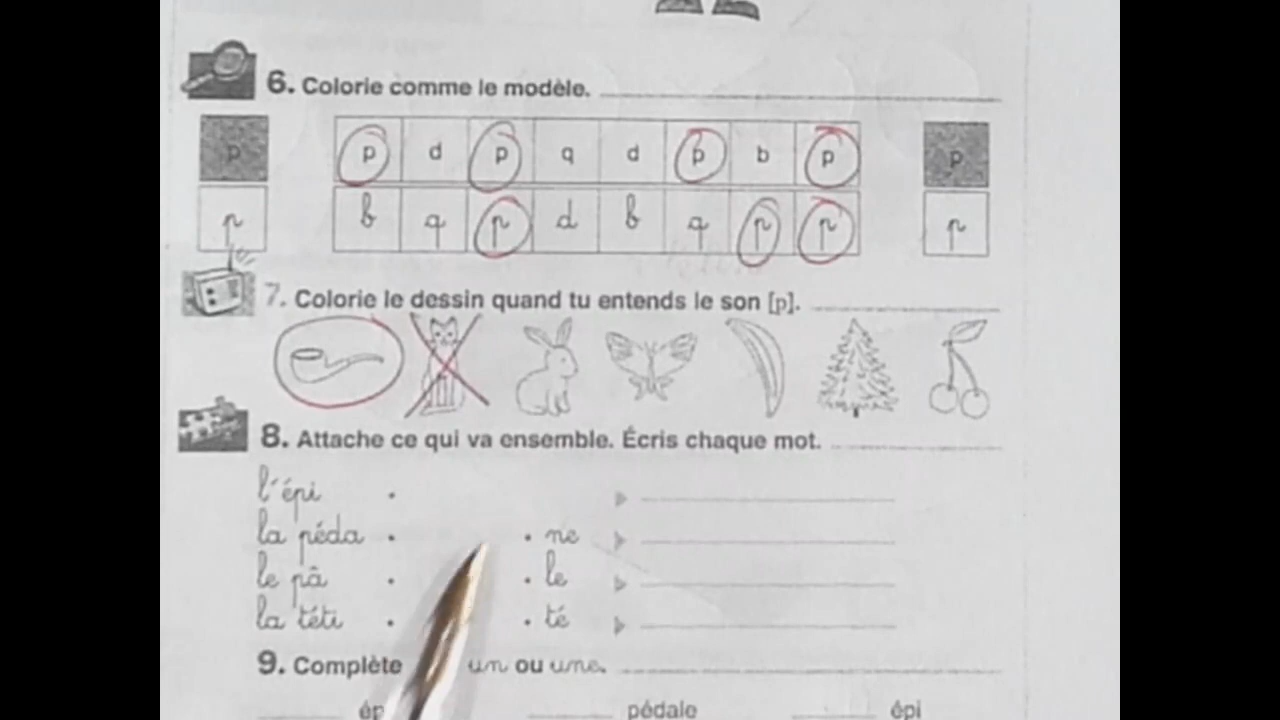 6. Colorie comme le modèle.
p p d p q d p b p p
p b q p d b q p p p
7. Colorie le dessin quand tu entends le son [p].
8. Attache ce qui va ensemble. Écris chaque mot.
l'épi
la péda ne
le pâ le
la téti té
9. Complète un ou une.
ép pédale épi